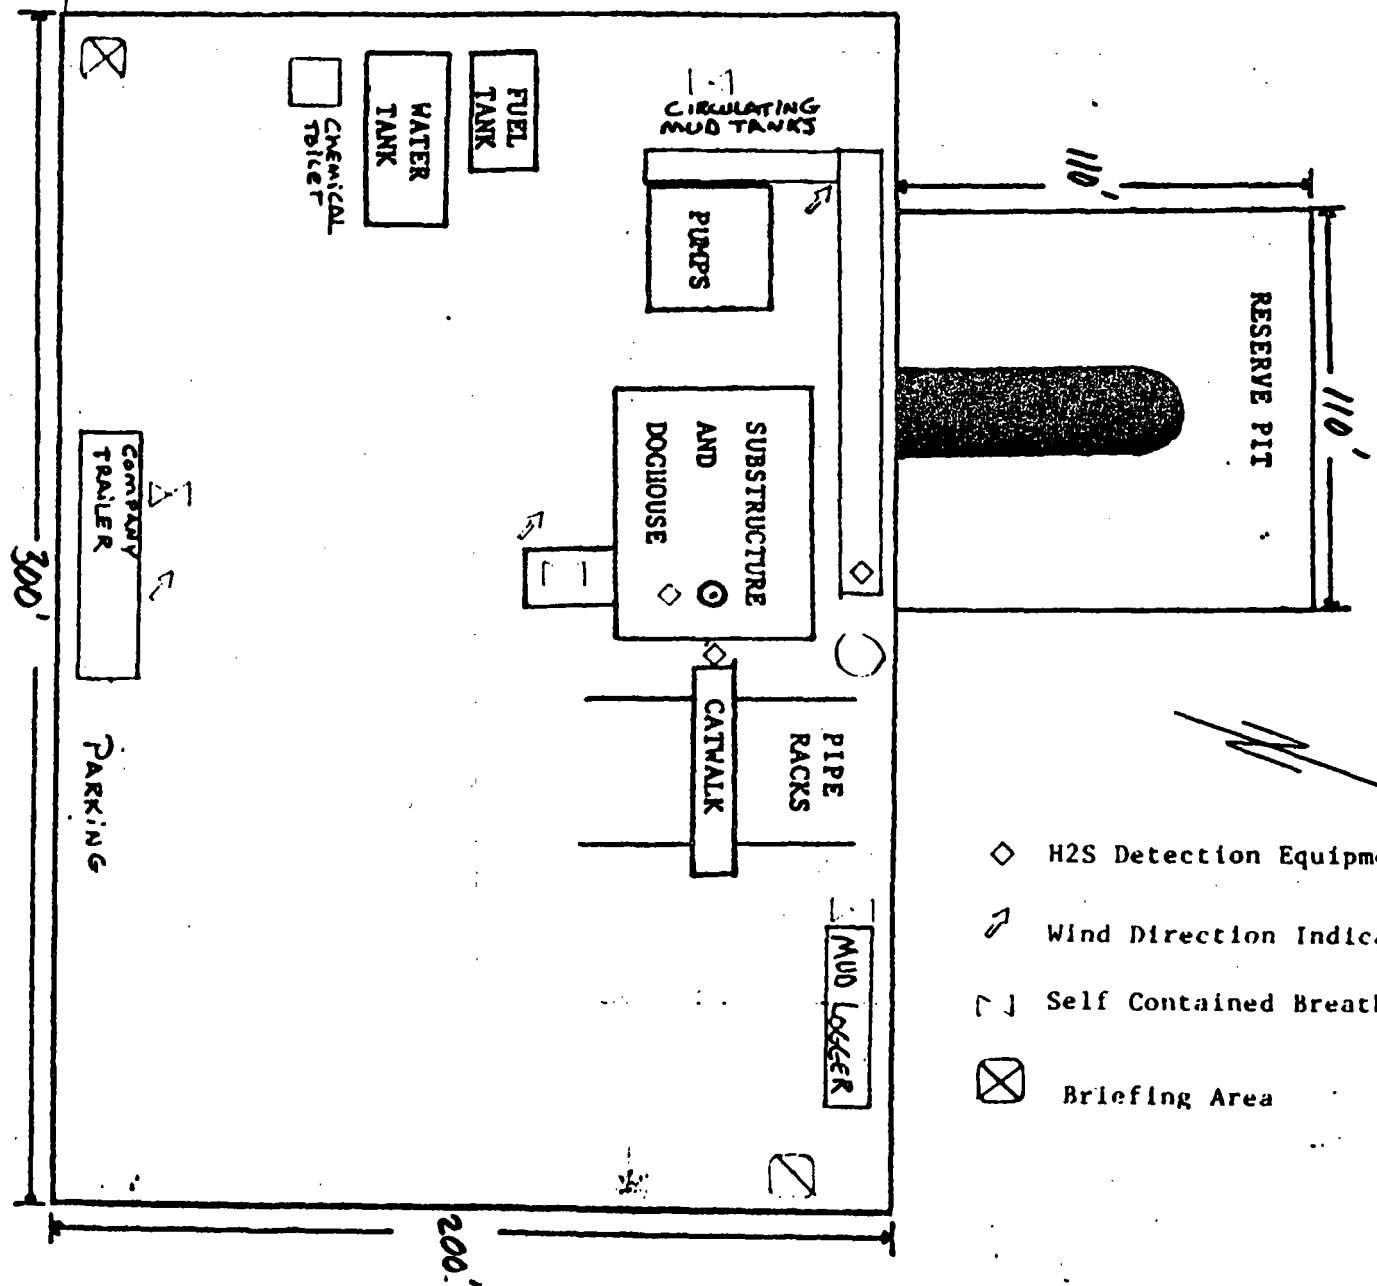 CIRCULATING
MUD TANKS
FUEL
TANK
WATER
TANK
CHEMICAL
TOILET
PUMPS
110'
110'
RESERVE PIT
SUBSTRUCTURE
AND
DOGHOUSE
COMPANY
TRAILER
300'
PIPE
RACKS
CATWALK
PARKING
MUD LOGGER
200'
H2S Detection Equipm
Wind Direction Indic
Self Contained Breat
Briefing Area